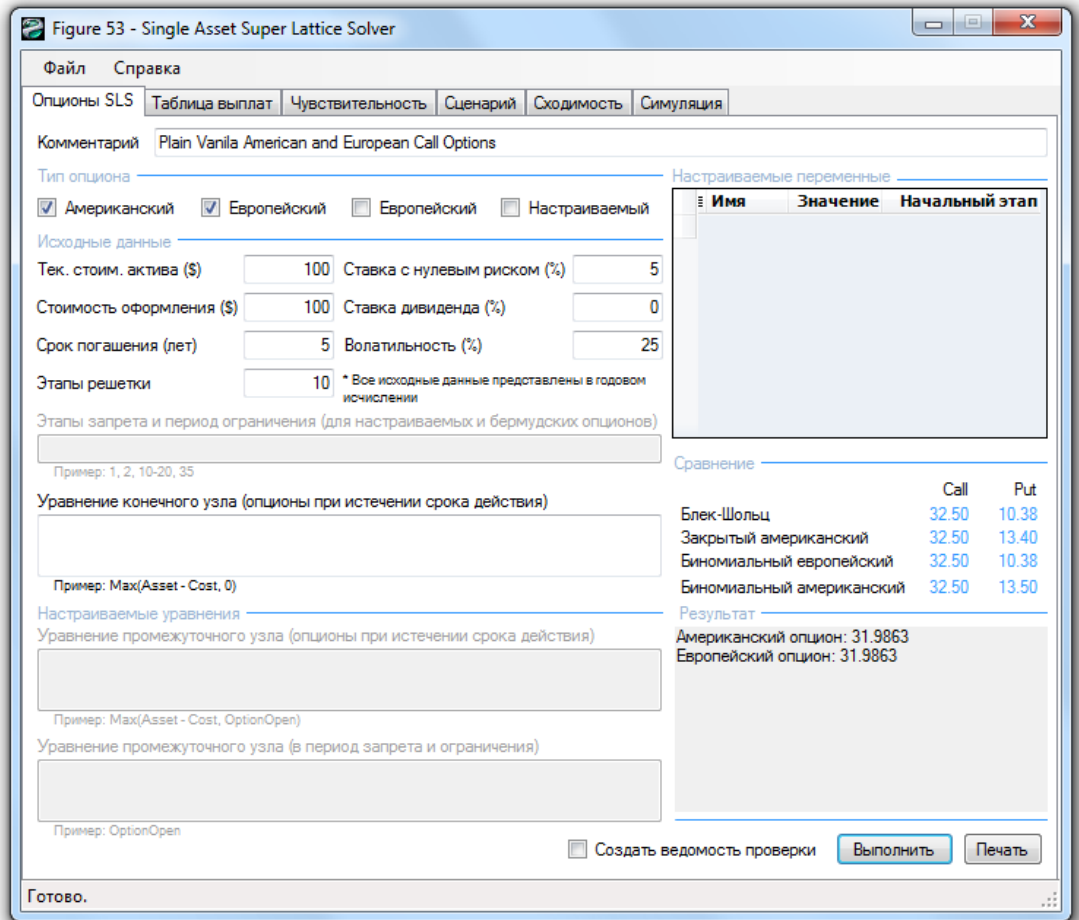 Figure 53 - Single Asset Super Lattice Solver
Файл Справка
Опционы SLS Таблица выплат Чувствительность Сценарий Сходимость Симуляция
Комментарий Plain Vanila American and European Call Options
Тип опциона
Американский Европейский Европейский Настраиваемый
Исходные данные
Тек. стоим. актива ($) 100 Ставка с нулевым риском (%) 5
Стоимость оформления ($) 100 Ставка дивиденда (%) 0
Срок погашения (лет) 5 Волатильность (%) 25
Этапы решетки 10 * Все исходные данные представлены в годовом
исчислении
Этапы запрета и период ограничения (для настраиваемых и бермудских опционов)
Пример: 1, 2, 10-20, 35
Уравнение конечного узла (опционы при истечении срока действия)
Пример: Max(Asset - Cost, 0)
Настраиваемые уравнения
Уравнение промежуточного узла (опционы при истечении срока действия)
Пример: Max(Asset - Cost, OptionOpen)
Уравнение промежуточного узла (в период запрета и ограничения)
Пример: OptionOpen
Настраиваемые переменные
Имя Значение Начальный этап
Сравнение
Call Put
Блек-Шольц 32.50 10.38
Закрытый американский 32.50 13.40
Биномиальный европейский 32.50 10.38
Биномиальный американский 32.50 13.50
Результат
Американский опцион: 31.9863
Европейский опцион: 31.9863
Создать ведомость проверки Выполнить Печать
Готово.